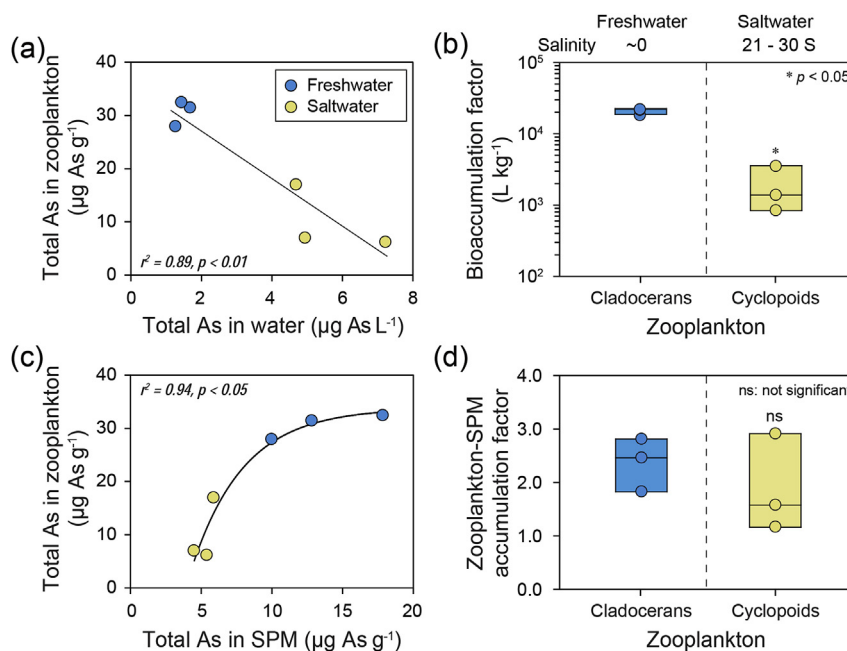 (a)
Total As in zooplankton
(µg As g⁻¹)
40
30
20
10
0
Freshwater
Saltwater
r² = 0.89, p < 0.01
0 2 4 6 8
Total As in water (µg As L⁻¹)
(b)
Freshwater Saltwater
Salinity ~0 21 - 30 S
Bioaccumulation factor
(L kg⁻¹)
10⁵
10⁴
10³
10²
* p < 0.05
*
Cladocerans Cyclopoids
Zooplankton
(c)
Total As in zooplankton
(µg As g⁻¹)
40
30
20
10
0
r² = 0.94, p < 0.05
0 5 10 15 20
Total As in SPM (µg As g⁻¹)
(d)
Zooplankton-SPM
accumulation factor
4.0
3.0
2.0
1.0
0.0
ns: not significant
ns
Cladocerans Cyclopoids
Zooplankton